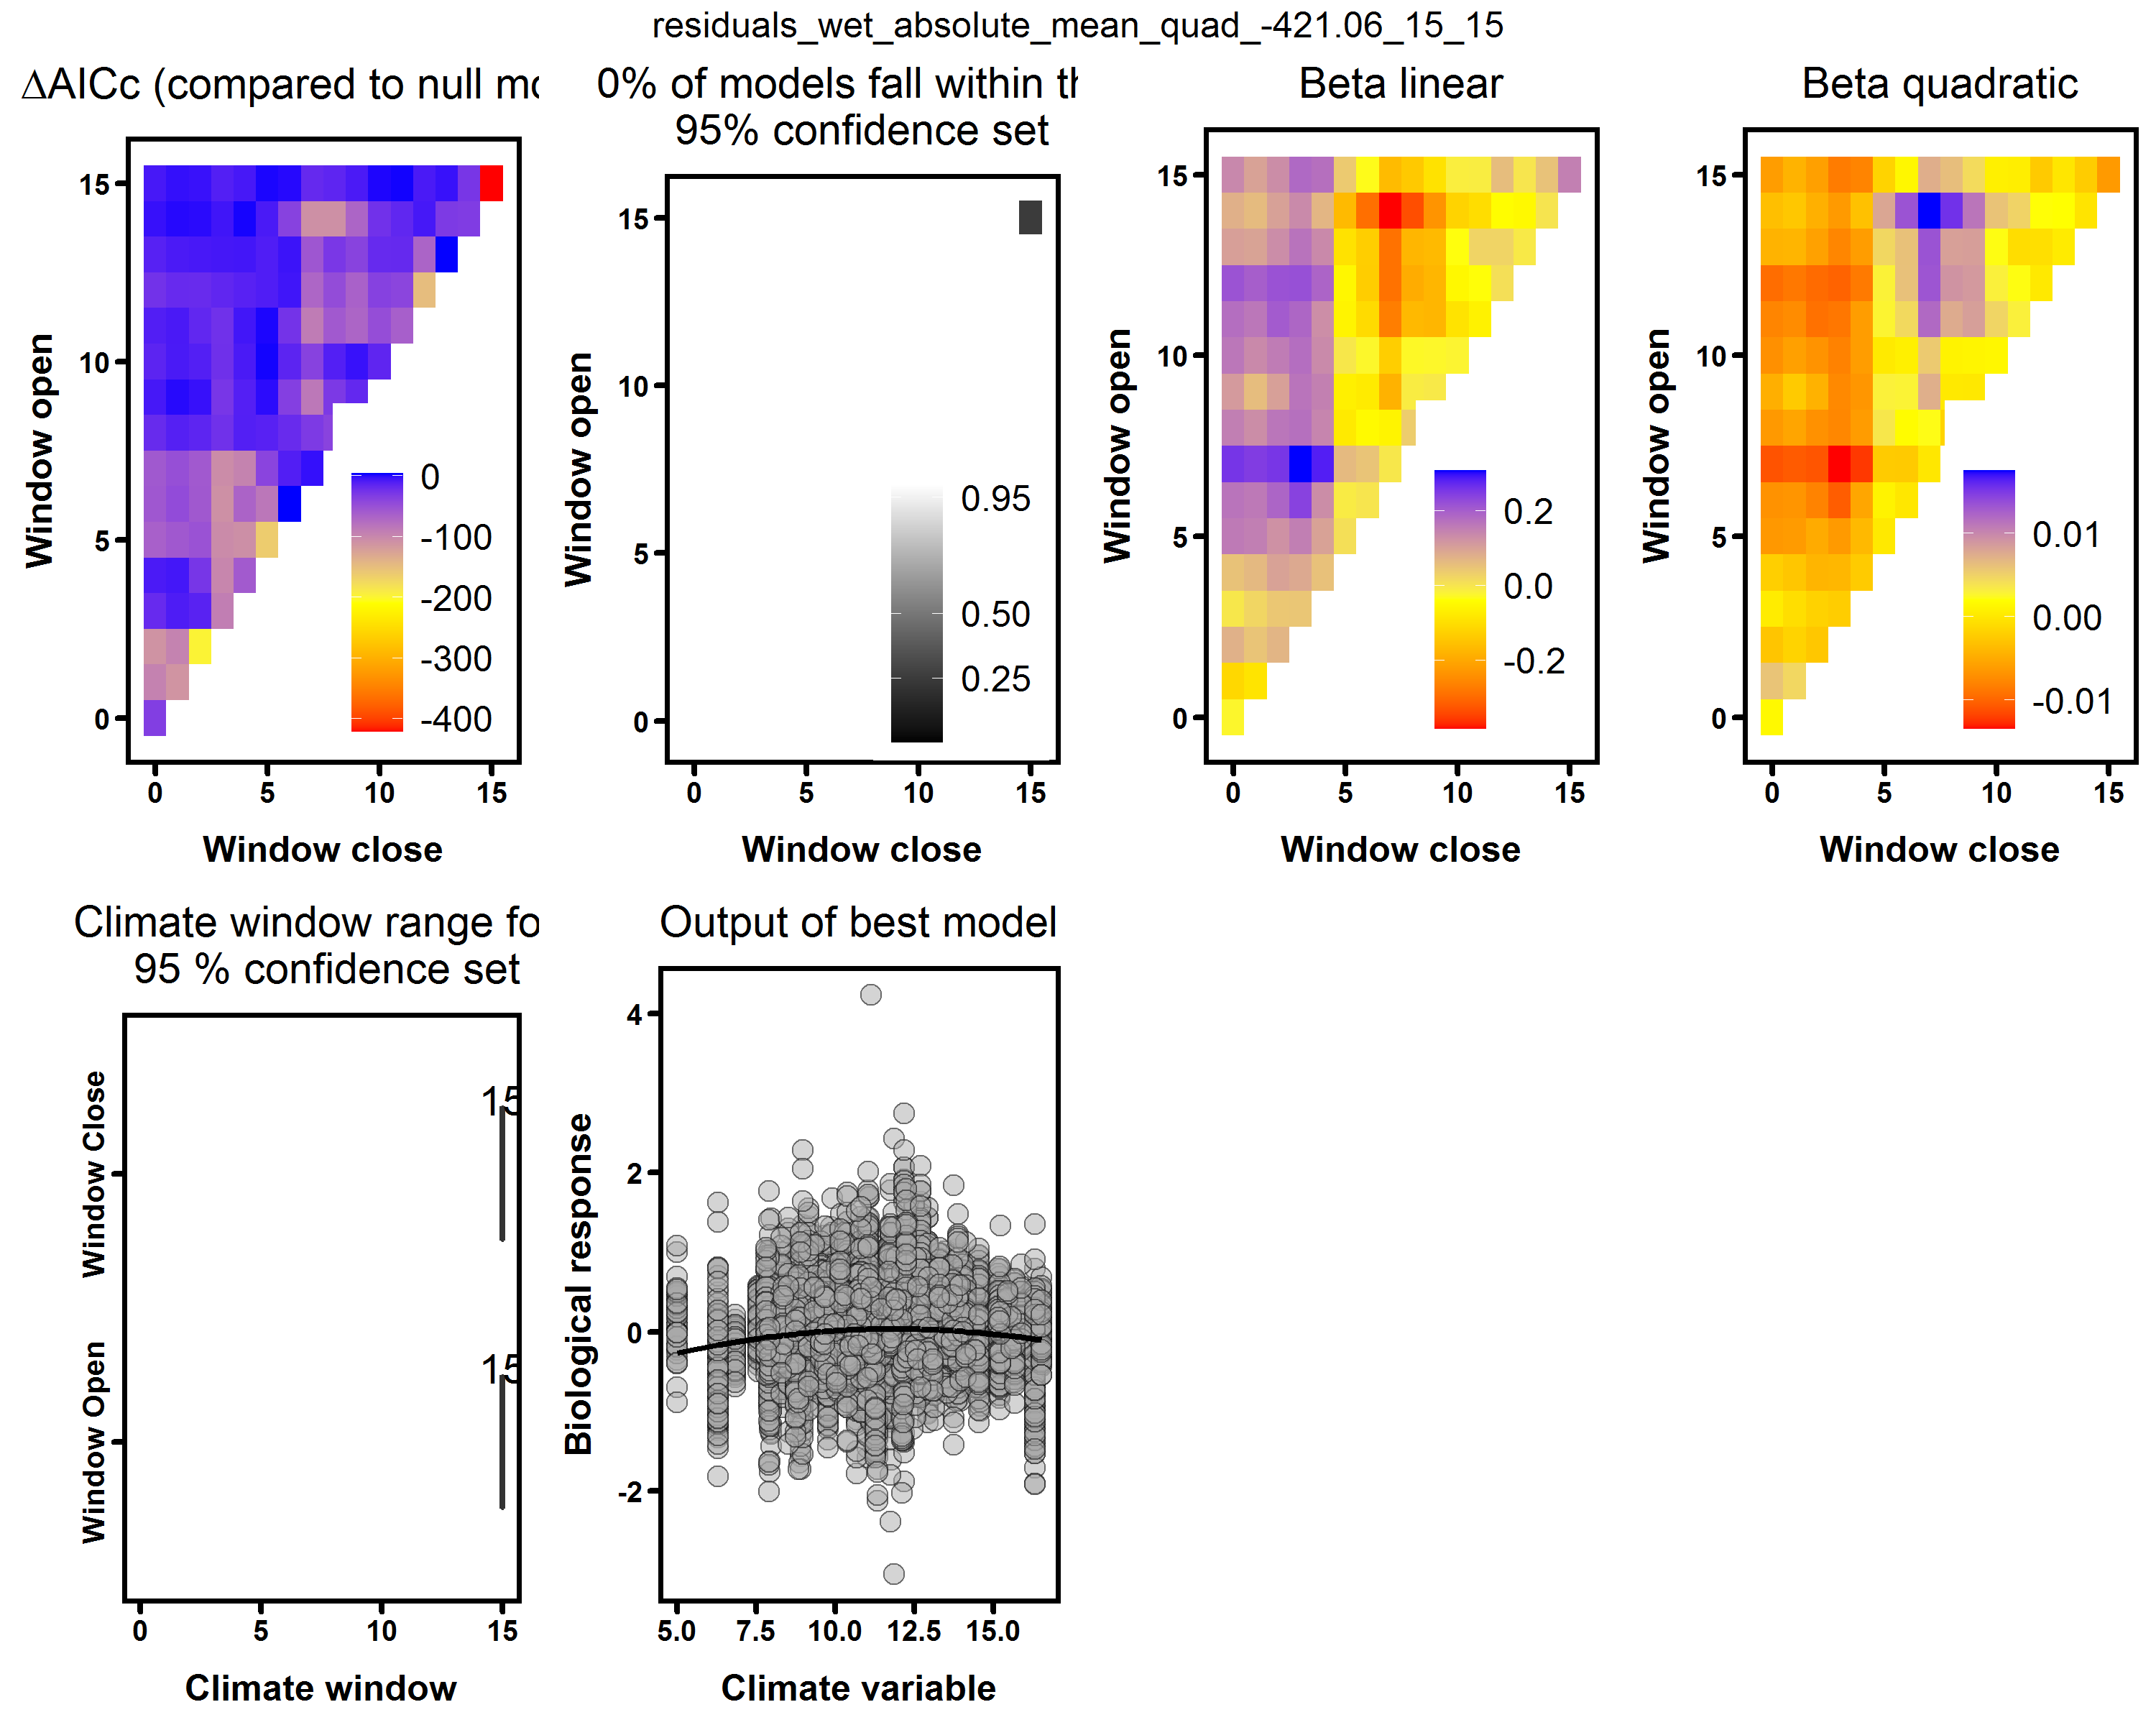 residuals_wet_absolute_mean_quad_-421.06_15_15
ΔAICc (compared to null mo
15
10
5
0
0
-100
-200
-300
-400
0 5 10 15
Window open
Window close
0% of models fall within th
95% confidence set
15
10
5
0
0.95
0.50
0.25
0 5 10 15
Window open
Window close
Beta linear
15
10
5
0
0.2
0.0
-0.2
0 5 10 15
Window open
Window close
Beta quadratic
15
10
5
0
0.01
0.00
-0.01
0 5 10 15
Window open
Window close
Climate window range fo
95 % confidence set
Window Close
Window Open
15
15
0 5 10 15
Climate window
Output of best model
4
2
0
-2
5.0 7.5 10.0 12.5 15.0
Biological response
Climate variable